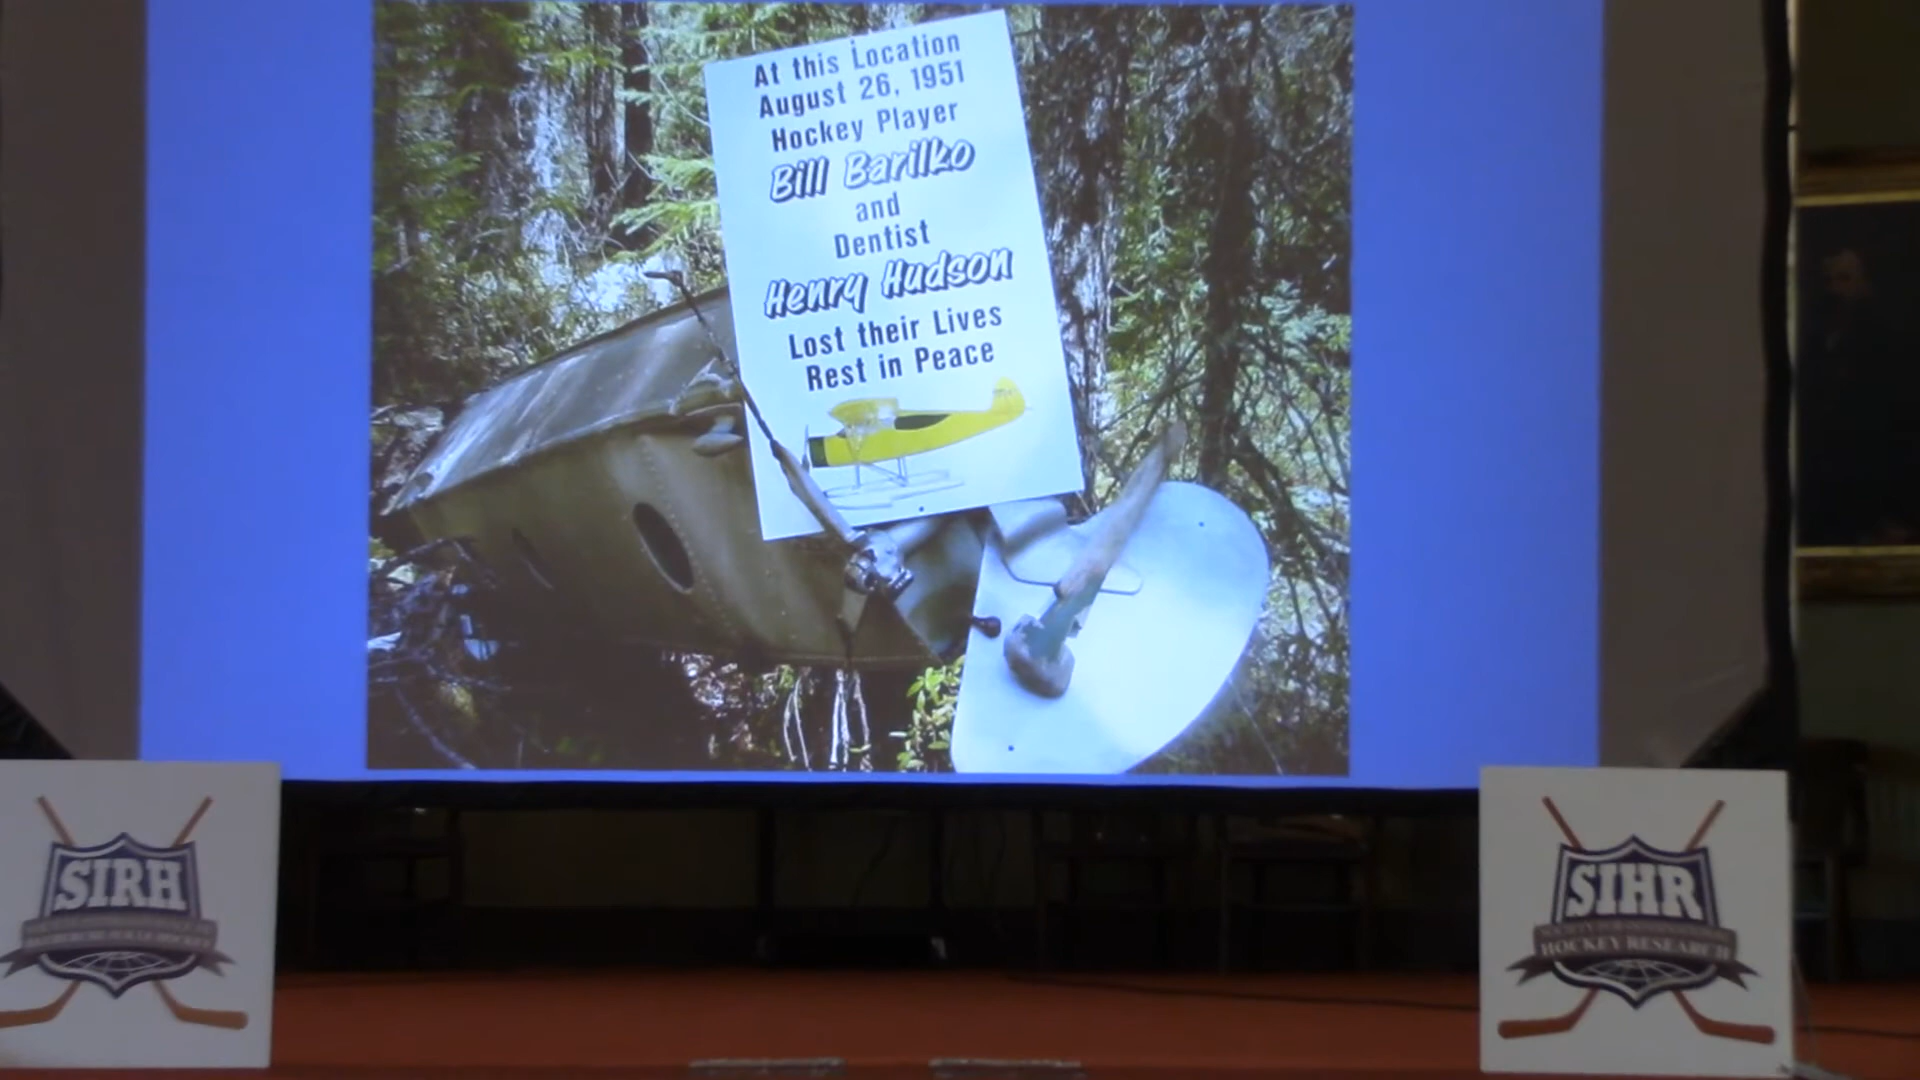 At this Location
August 26, 1951
Hockey Player
Bill Barilko
and
Dentist
Henry Hudson
Lost their Lives
Rest in Peace
SIRH
SIHR
HOCKEY RESEARCH